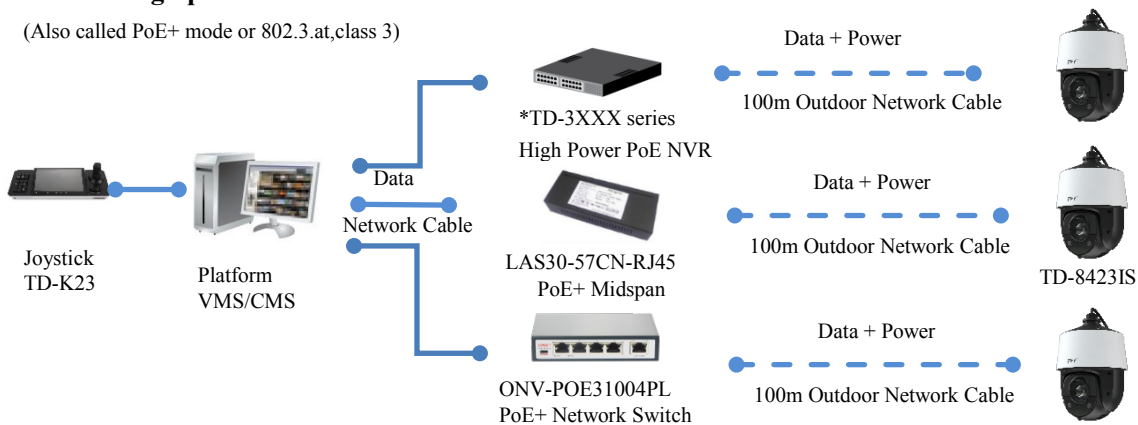 (Also called PoE+ mode or 802.3.at,class 3)
Data + Power
100m Outdoor Network Cable
*TD-3XXX series
High Power PoE NVR
Data
Network Cable
Joystick
TD-K23
Platform
VMS/CMS
Data + Power
100m Outdoor Network Cable
LAS30-57CN-RJ45
PoE+ Midspan
TD-8423IS
Data + Power
100m Outdoor Network Cable
ONV-POE31004PL
PoE+ Network Switch